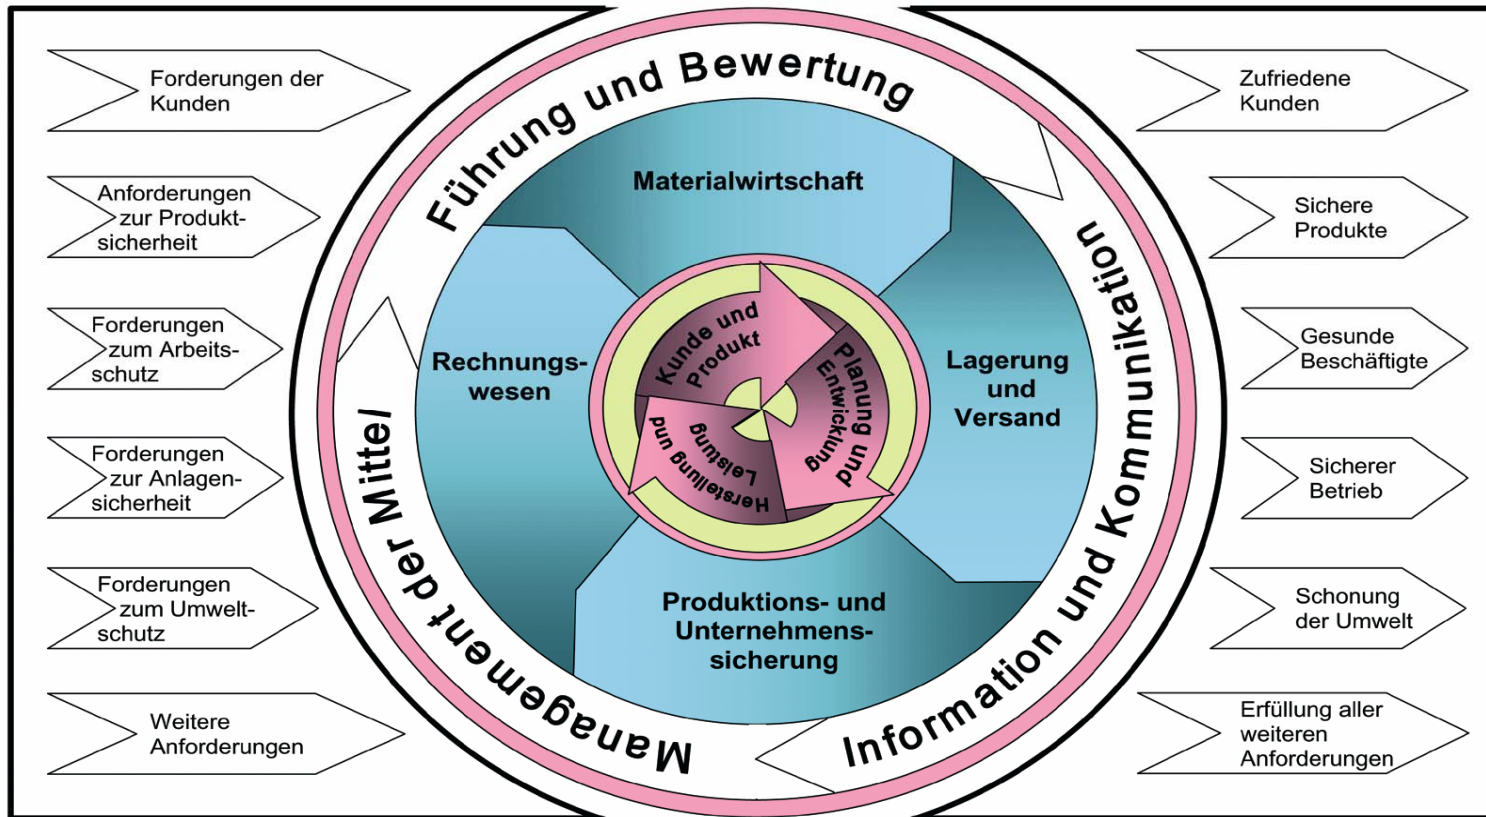 Forderungen der
Kunden
Anforderungen
zur Produkt-
sicherheit
Forderungen
zum Arbeits-
schutz
Forderungen
zur Anlagen-
sicherheit
Forderungen
zum Umwelt-
schutz
Weitere
Anforderungen
Führung und Bewertung
Information und Kommunikation
Management der Mittel
Materialwirtschaft
Lagerung
und
Versand
Produktions- und
Unternehmens-
sicherung
Rechnungs-
wesen
Kunde und
Produkt
Planung und
Entwicklung
Herstellung und
Leistung
Zufriedene
Kunden
Sichere
Produkte
Gesunde
Beschäftigte
Sicherer
Betrieb
Schonung
der Umwelt
Erfüllung aller
weiteren
Anforderungen